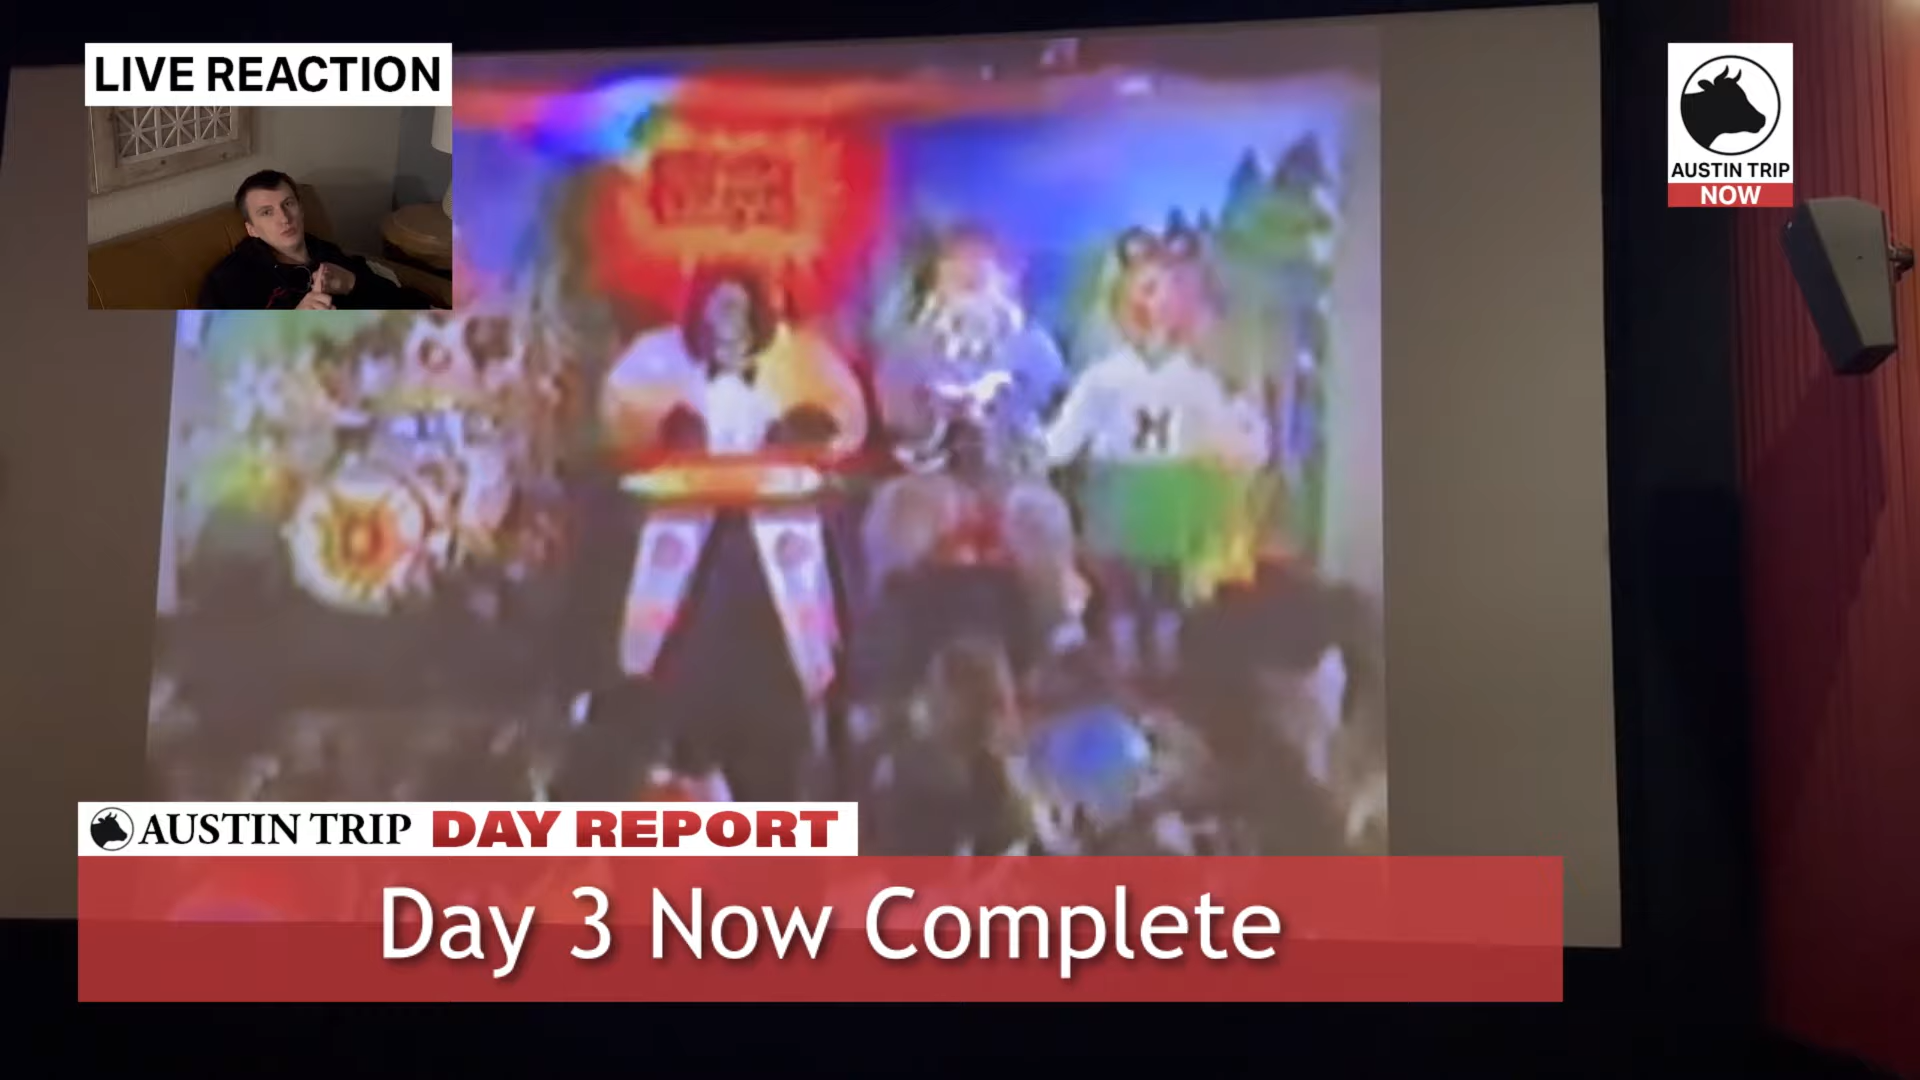 LIVE REACTION
AUSTIN TRIP
NOW
M
AUSTIN TRIP DAY REPORT
Day 3 Now Complete